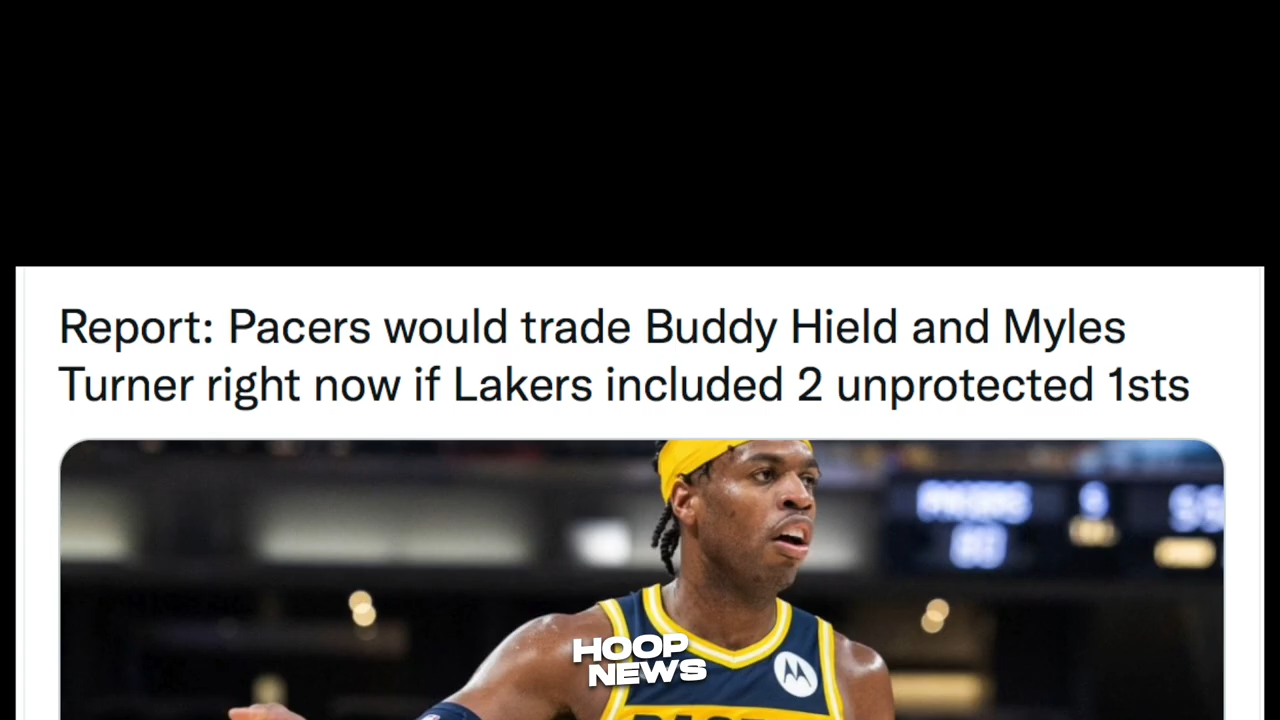 Report: Pacers would trade Buddy Hield and Myles
Turner right now if Lakers included 2 unprotected 1sts
HOOP
NEWS